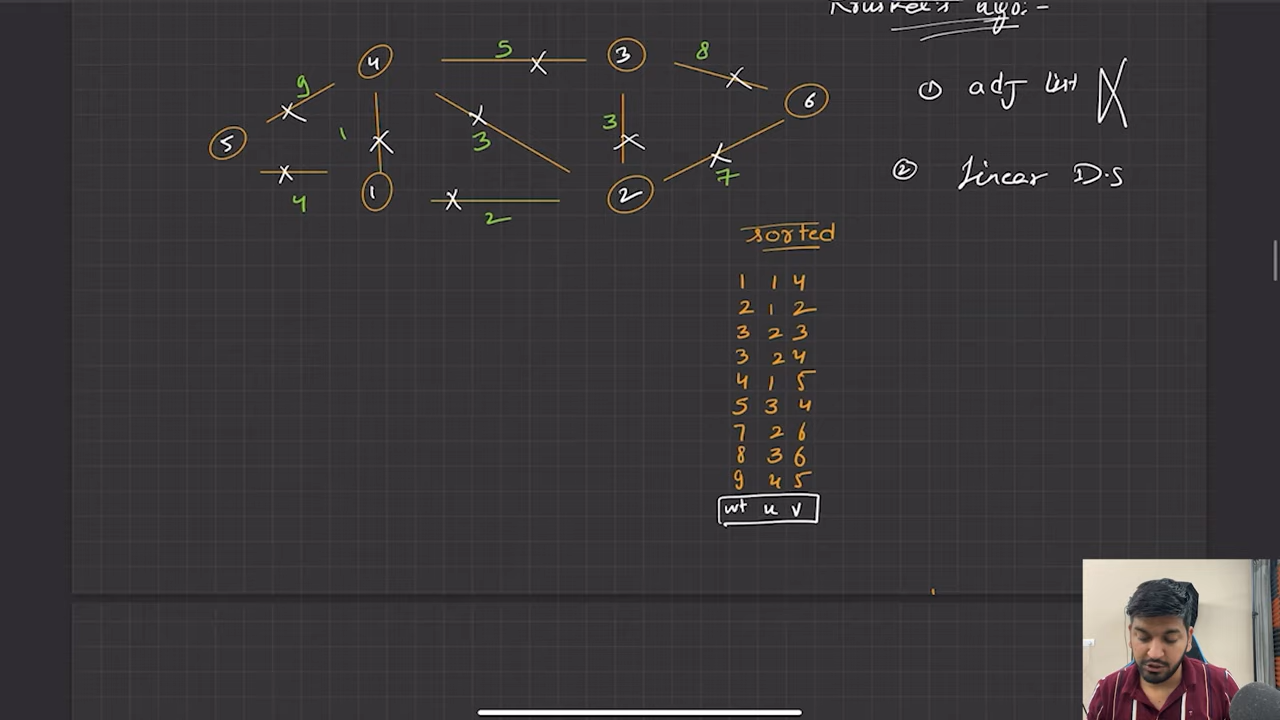 Kruskal's algo:-
5
4
3
8
9
6
1
3
3
5
① adj list
4
1
2
2
7
② linear D.S
sorted
1 1 4
2 1 2
3 2 3
3 2 4
4 1 5
5 3 4
7 2 6
8 3 6
9 4 5
wt u v